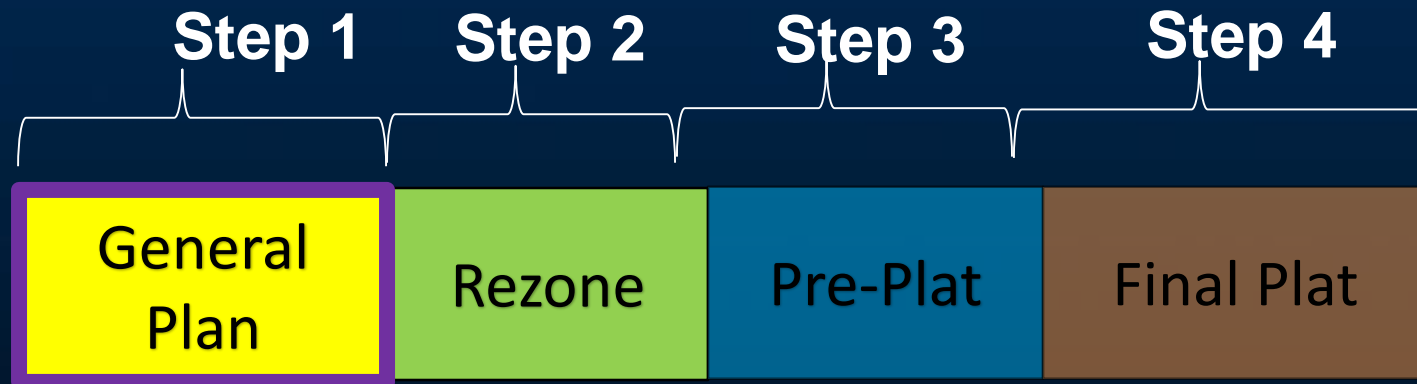 Step 1 Step 2 Step 3 Step 4
General
Plan
Rezone
Pre-Plat
Final Plat